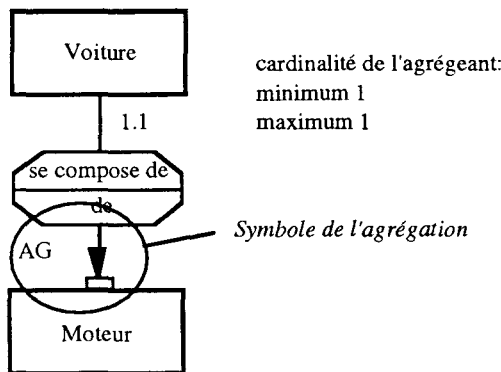 Voiture
cardinalité de l'agrégeant:
minimum 1
maximum 1
1.1
se compose de
de
Symbole de l'agrégation
AG
Moteur